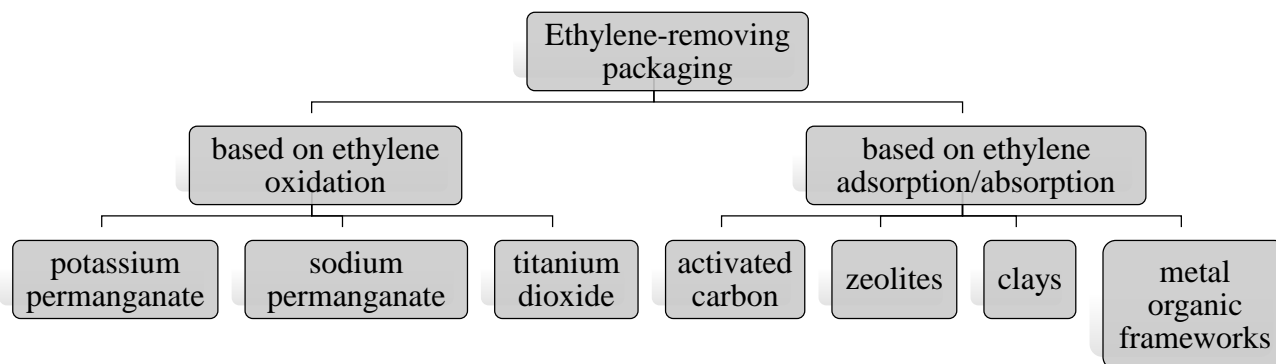 Ethylene-removing
packaging
based on ethylene
oxidation
based on ethylene
adsorption/absorption
potassium
permanganate
sodium
permanganate
titanium
dioxide
activated
carbon
zeolites
clays
metal
organic
frameworks